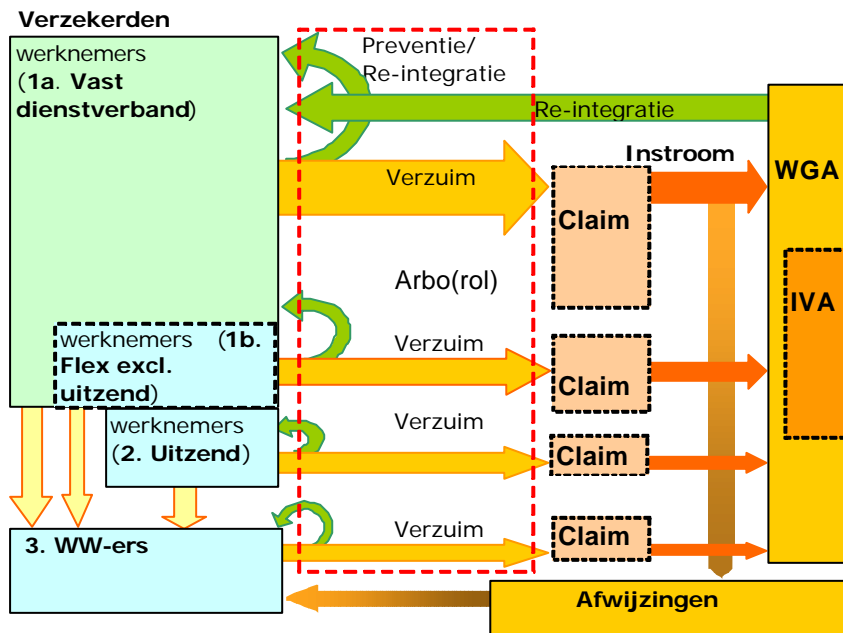 Verzekerden
werknemers
(1a. Vast
dienstverband)
Preventie/
Re-integratie
Re-integratie
Instroom
WGA
Verzuim
Claim
Arbo(rol)
IVA
werknemers (1b.
Flex excl.
uitzend)
Verzuim
Claim
werknemers
(2. Uitzend)
Verzuim
Claim
3. WW-ers
Verzuim
Claim
Afwijzingen